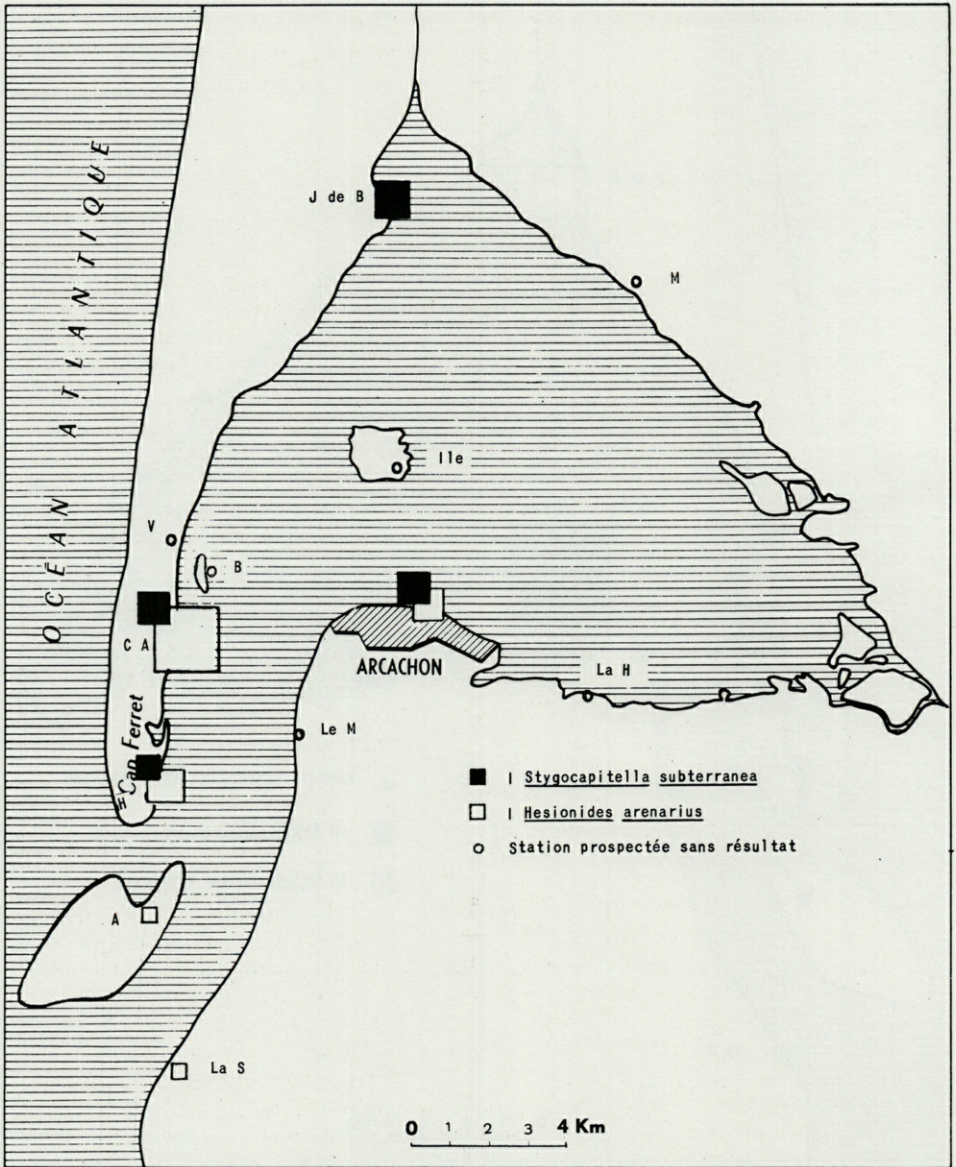 OCÉAN ATLANTIQUE
J de B
M
Ile
V
B
C A
ARCACHON
La H
Cap Ferret
H
Le M
I Stygocapitella subterranea
I Hesionides arenarius
Station prospectée sans résultat
A
La S
0 1 2 3 4 Km